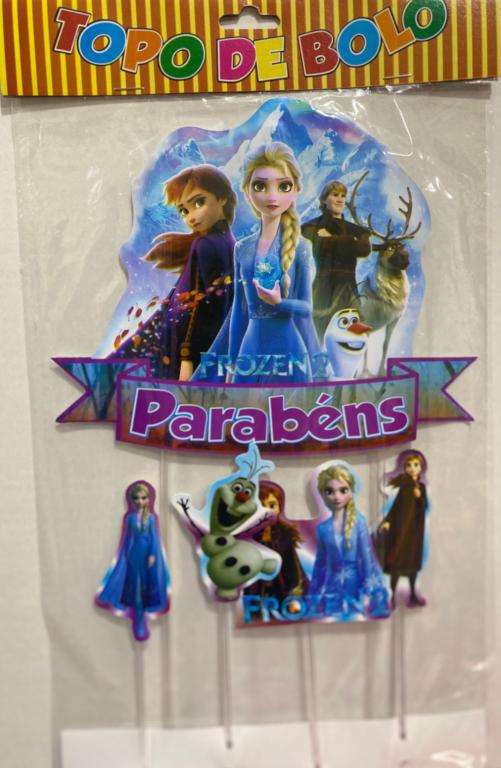 TOPO DE BOLO
FROZEN 2
Parabéns
FROZEN 2